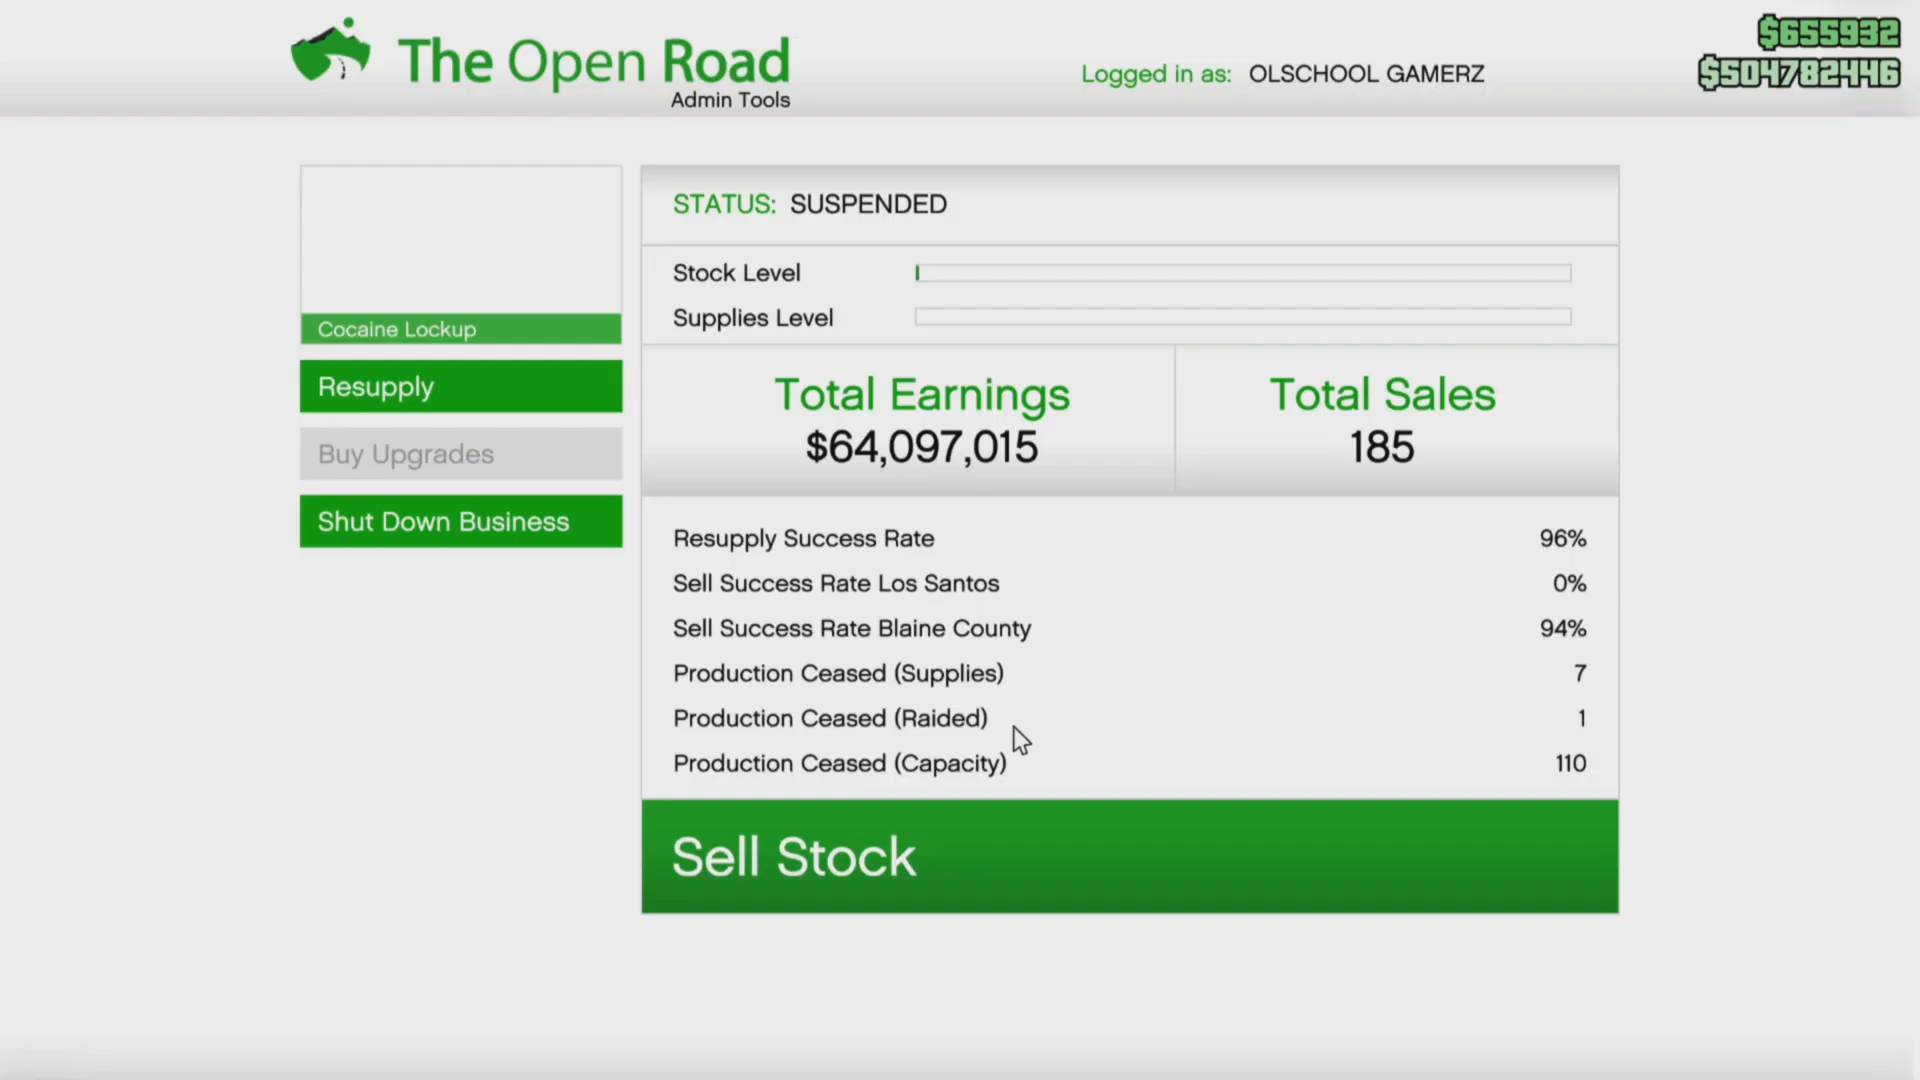 The Open Road
Admin Tools
Logged in as: OLSCHOOL GAMERZ
$655932
$504782446
Cocaine Lockup
Resupply
Buy Upgrades
Shut Down Business
STATUS: SUSPENDED
Stock Level
Supplies Level
Total Earnings
$64,097,015
Total Sales
185
Resupply Success Rate 96%
Sell Success Rate Los Santos 0%
Sell Success Rate Blaine County 94%
Production Ceased (Supplies) 7
Production Ceased (Raided) 1
Production Ceased (Capacity) 110
Sell Stock